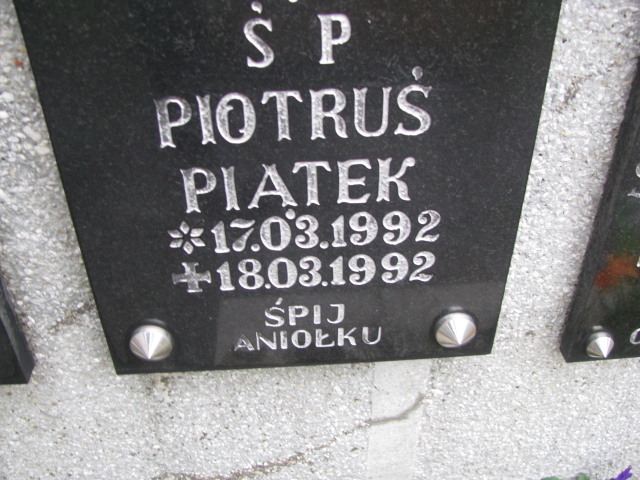 Ś P
PIOTRUŚ
PIĄTEK
* 17.03.1992
+ 18.03.1992
ŚPIJ
ANIOŁKU